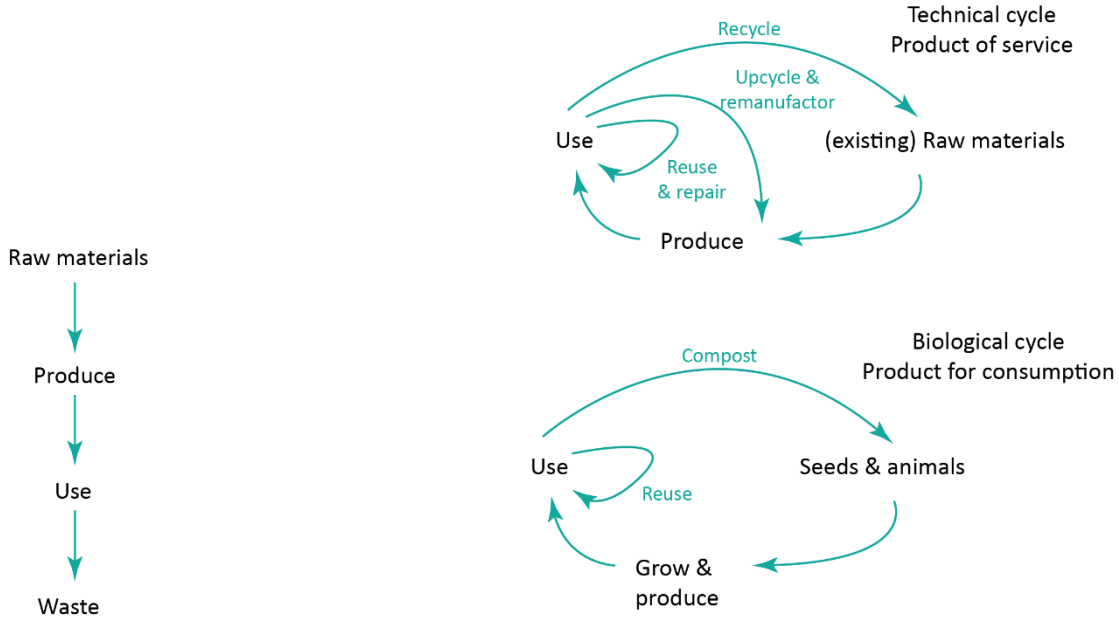 Raw materials
Produce
Use
Waste
Technical cycle
Product of service
Recycle
Upcycle &
remanufactor
Use
(existing) Raw materials
Reuse
& repair
Produce
Biological cycle
Product for consumption
Compost
Use
Seeds & animals
Reuse
Grow &
produce